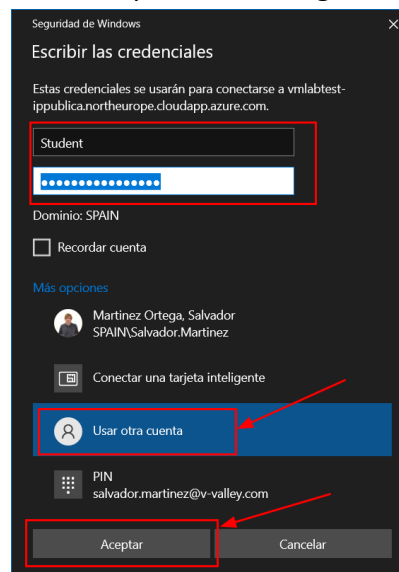 Seguridad de Windows
Escribir las credenciales
Estas credenciales se usarán para conectarse a vmlabtest-
ippublica.northeurope.cloudapp.azure.com.
Student
••••••••••••••••
Dominio: SPAIN
Recordar cuenta
Más opciones
Martinez Ortega, Salvador
SPAIN\Salvador.Martinez
Conectar una tarjeta inteligente
Usar otra cuenta
PIN
salvador.martinez@v-valley.com
Aceptar
Cancelar